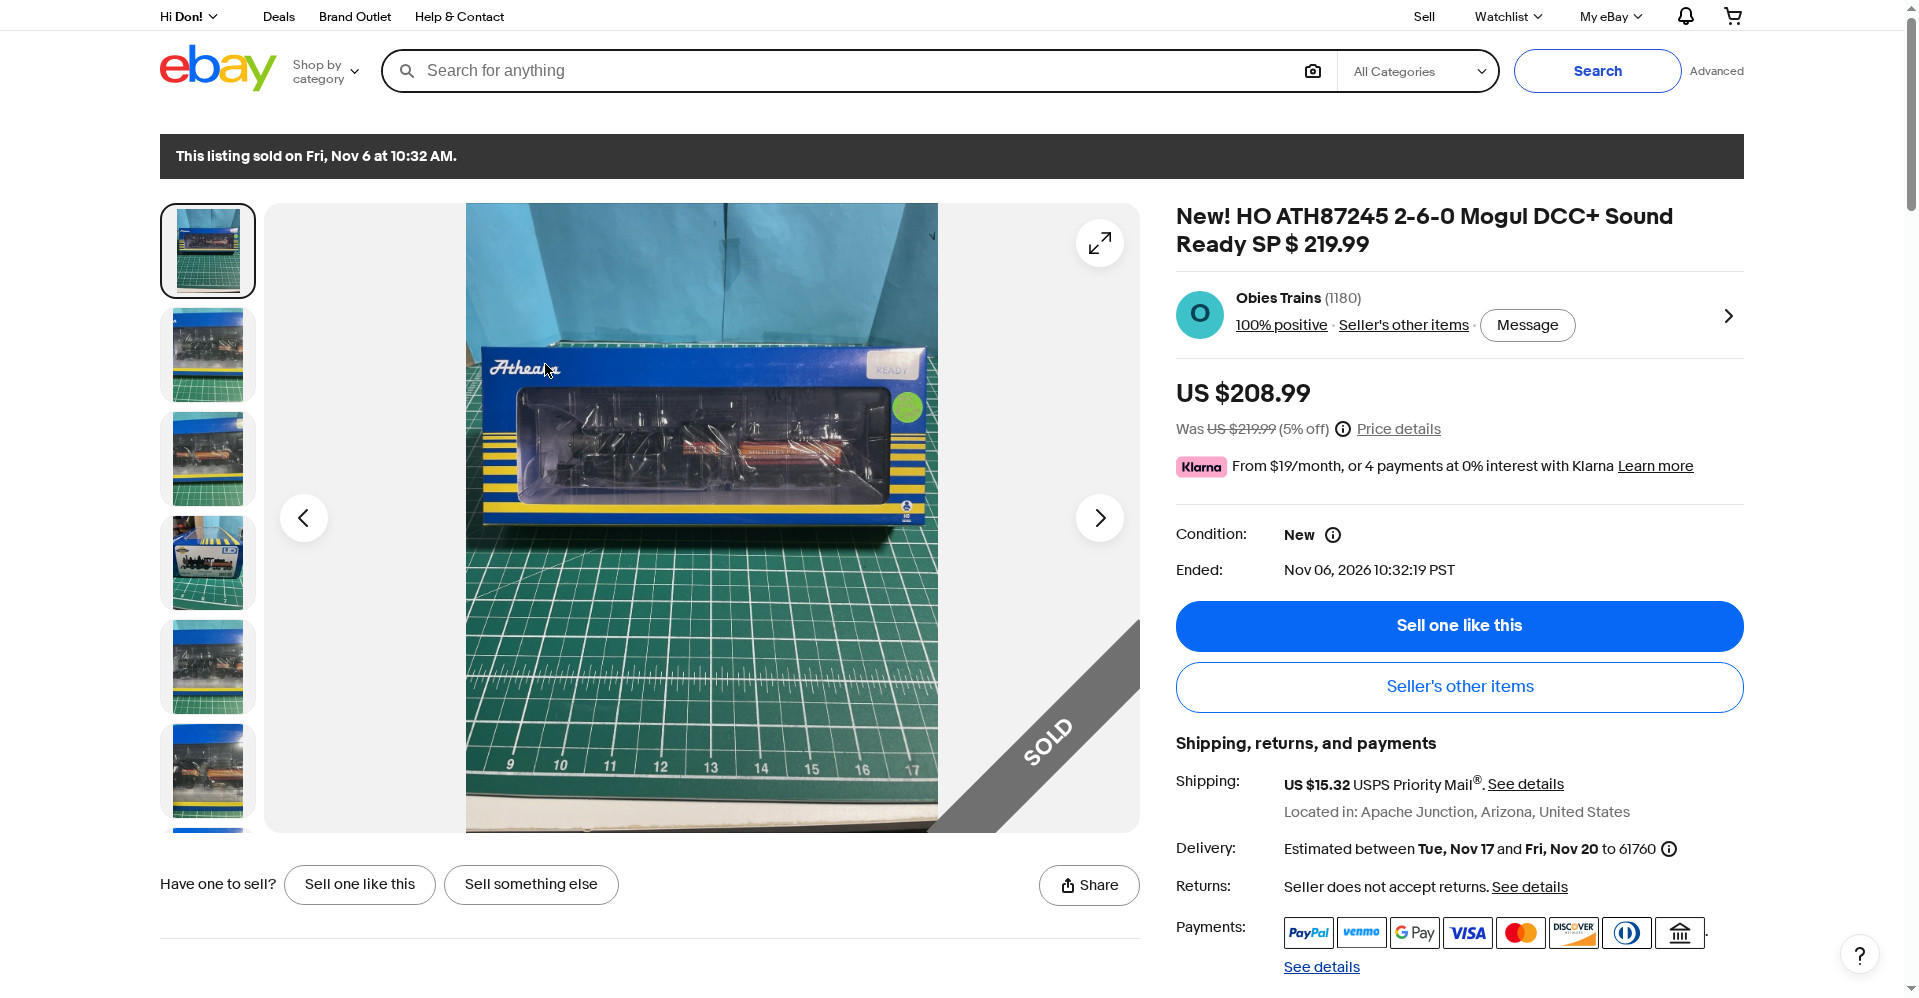 Hi Don!
Deals
Brand Outlet
Help & Contact
Sell
Watchlist
My eBay
ebay
Shop by category
Search for anything
All Categories
Search
Advanced
This listing sold on Fri, Nov 6 at 10:32 AM.
READY
9 10 11 12 13 14 15 16 17
SOLD
Have one to sell?
Sell one like this
Sell something else
Share
New! HO ATH87245 2-6-0 Mogul DCC+ Sound
Ready SP $ 219.99
O
Obies Trains (1180)
100% positive · Seller's other items · Message
US $208.99
Was US $219.99 (5% off) Price details
Klarna From $19/month, or 4 payments at 0% interest with Klarna Learn more
Condition: New
Ended: Nov 06, 2026 10:32:19 PST
Sell one like this
Seller's other items
Shipping, returns, and payments
Shipping: US $15.32 USPS Priority Mail®. See details
Located in: Apache Junction, Arizona, United States
Delivery: Estimated between Tue, Nov 17 and Fri, Nov 20 to 61760
Returns: Seller does not accept returns. See details
Payments: PayPal venmo G Pay VISA DISCOVER .
See details
?